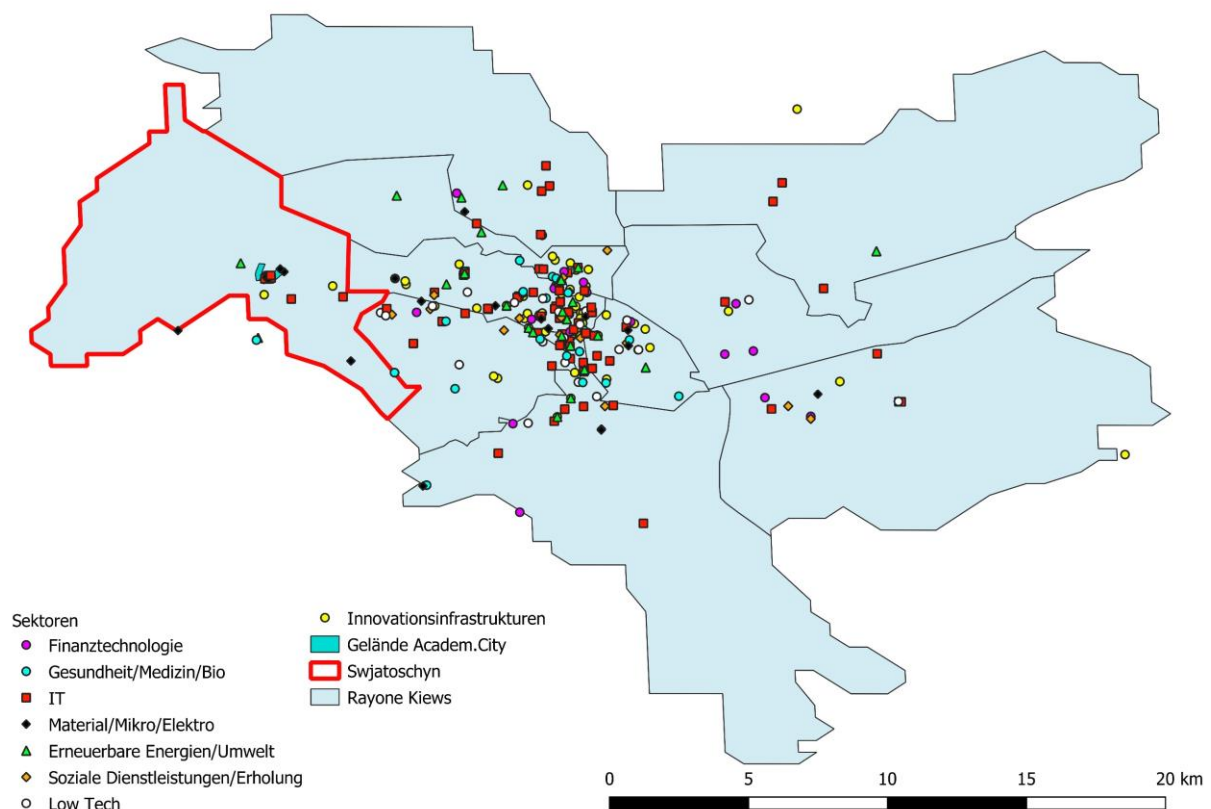 Sektoren
Finanztechnologie
Gesundheit/Medizin/Bio
IT
Material/Mikro/Elektro
Erneuerbare Energien/Umwelt
Soziale Dienstleistungen/Erholung
Low Tech
Innovationsinfrastrukturen
Gelände Academ.City
Swjatoschyn
Rayone Kiews
0 5 10 15 20 km